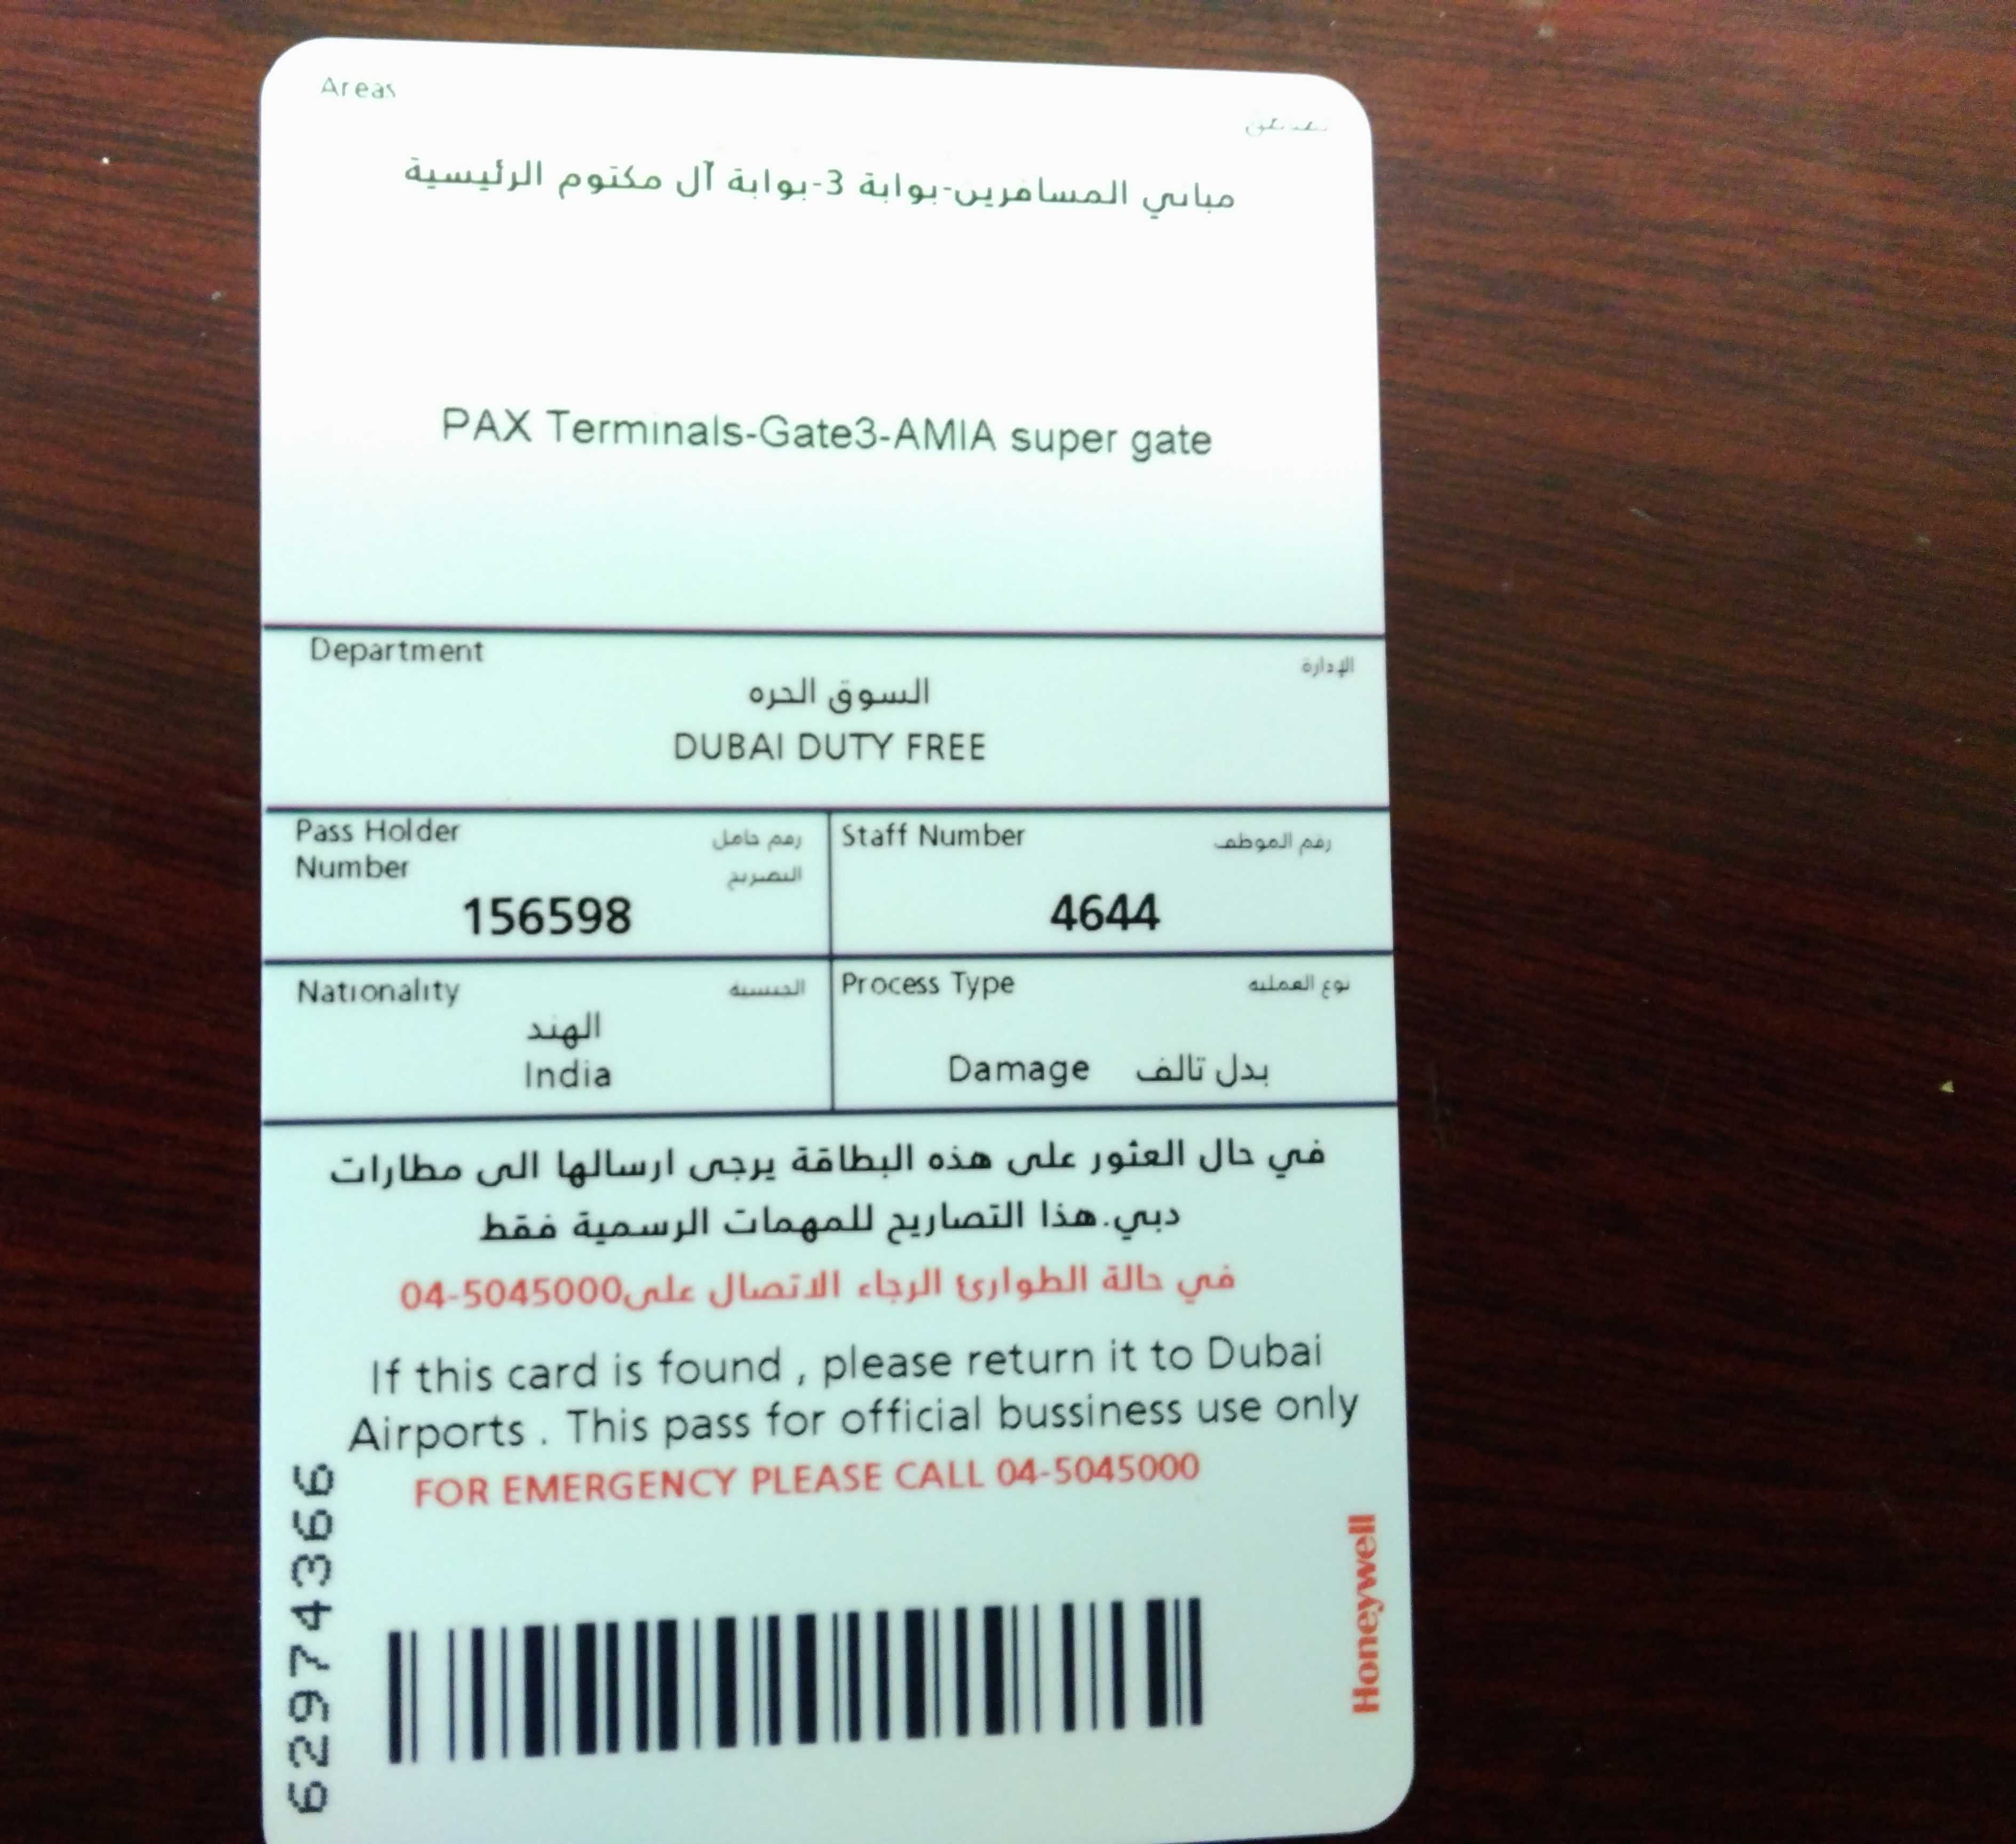 Areas
مباني المسافرين-بوابة 3-بوابة آل مكتوم الرئيسية
PAX Terminals-Gate3-AMIA super gate
Department الإدارة
السوق الحره
DUBAI DUTY FREE
Pass Holder رقم حامل
Number التصريح
156598
Staff Number رقم الموظف
4644
Nationality الجنسية
الهند
India
Process Type نوع العملية
Damage بدل تالف
في حال العثور على هذه البطاقة يرجى ارسالها الى مطارات
دبي.هذا التصاريح للمهمات الرسمية فقط
في حالة الطوارئ الرجاء الاتصال على04-5045000
If this card is found , please return it to Dubai
Airports . This pass for official bussiness use only
FOR EMERGENCY PLEASE CALL 04-5045000
62974366
Honeywell